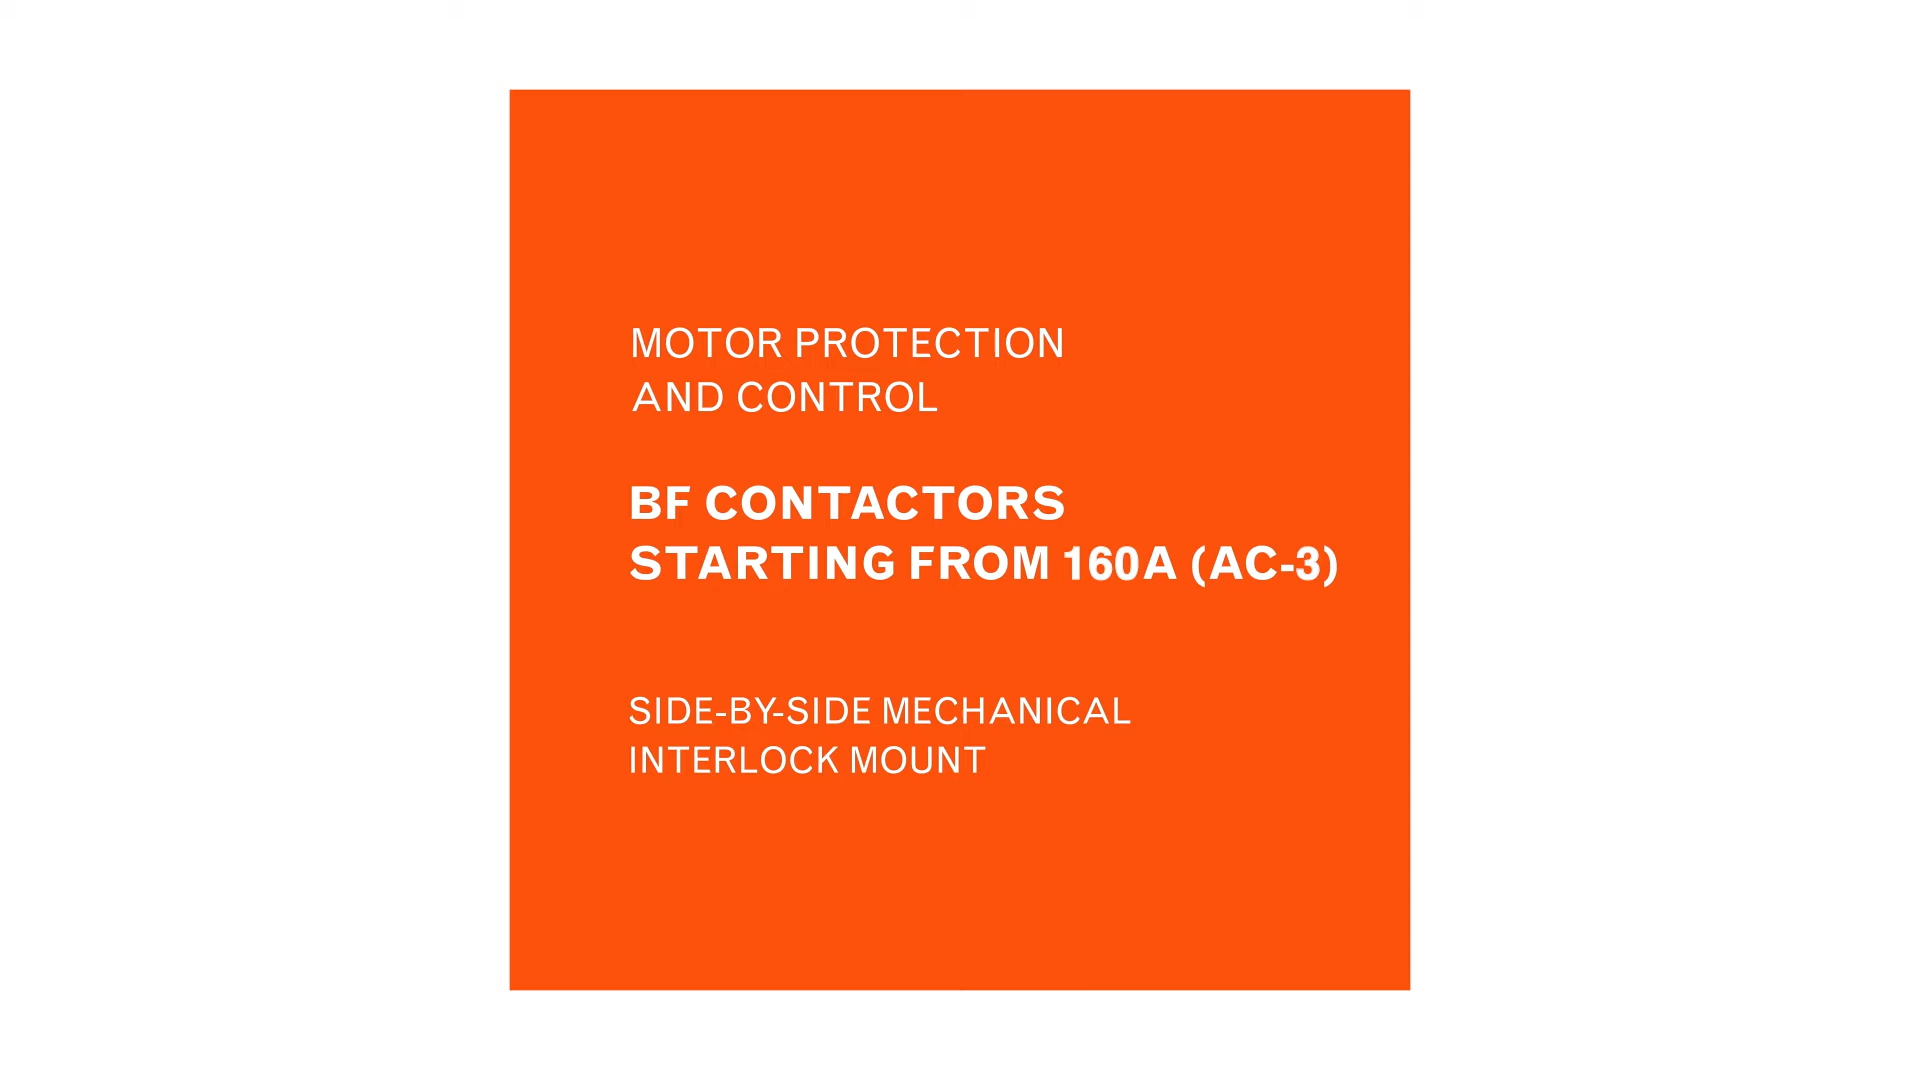 MOTOR PROTECTION
AND CONTROL
BF CONTACTORS
STARTING FROM 160A (AC-3)
SIDE-BY-SIDE MECHANICAL
INTERLOCK MOUNT